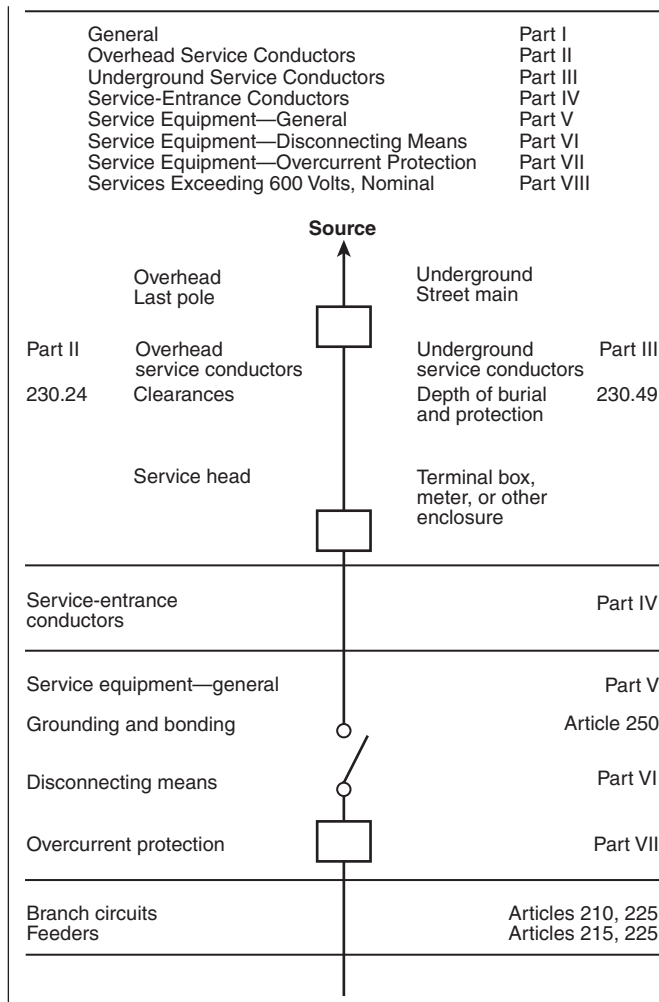 General Part I
Overhead Service Conductors Part II
Underground Service Conductors Part III
Service-Entrance Conductors Part IV
Service Equipment—General Part V
Service Equipment—Disconnecting Means Part VI
Service Equipment—Overcurrent Protection Part VII
Services Exceeding 600 Volts, Nominal Part VIII
Source
Overhead
Last pole
Underground
Street main
Part II
Overhead
service conductors
Underground
service conductors
Part III
230.24
Clearances
Depth of burial
and protection
230.49
Service head
Terminal box,
meter, or other
enclosure
Service-entrance
conductors
Part IV
Service equipment—general Part V
Grounding and bonding Article 250
Disconnecting means Part VI
Overcurrent protection Part VII
Branch circuits Articles 210, 225
Feeders Articles 215, 225